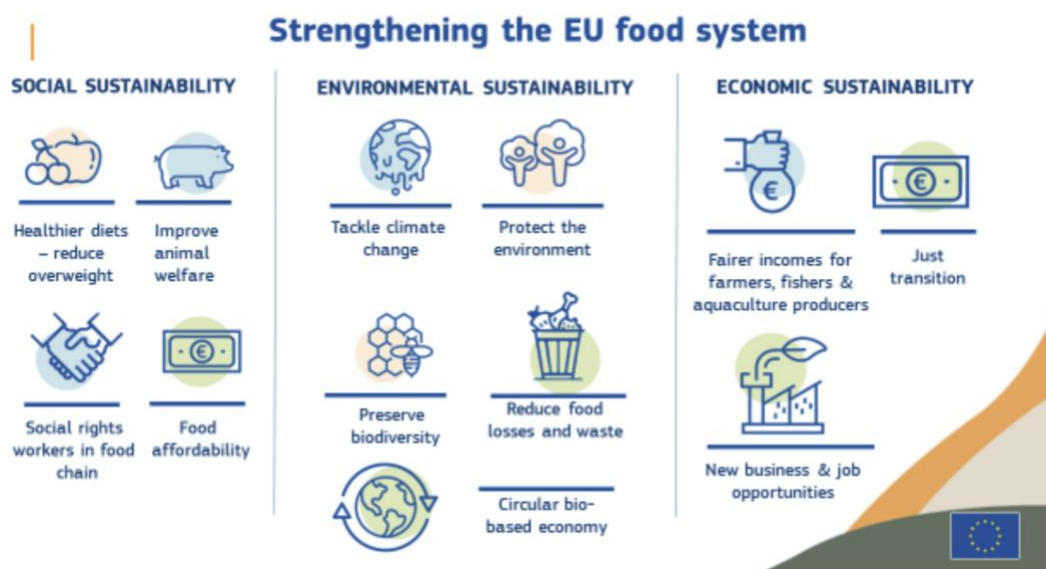 Strengthening the EU food system
SOCIAL SUSTAINABILITY
Healthier diets
– reduce
overweight
Improve
animal
welfare
Social rights
workers in food
chain
Food
affordability
ENVIRONMENTAL SUSTAINABILITY
Tackle climate
change
Protect the
environment
Preserve
biodiversity
Reduce food
losses and waste
Circular bio-
based economy
ECONOMIC SUSTAINABILITY
Fairer incomes for
farmers, fishers &
aquaculture producers
Just
transition
New business & job
opportunities